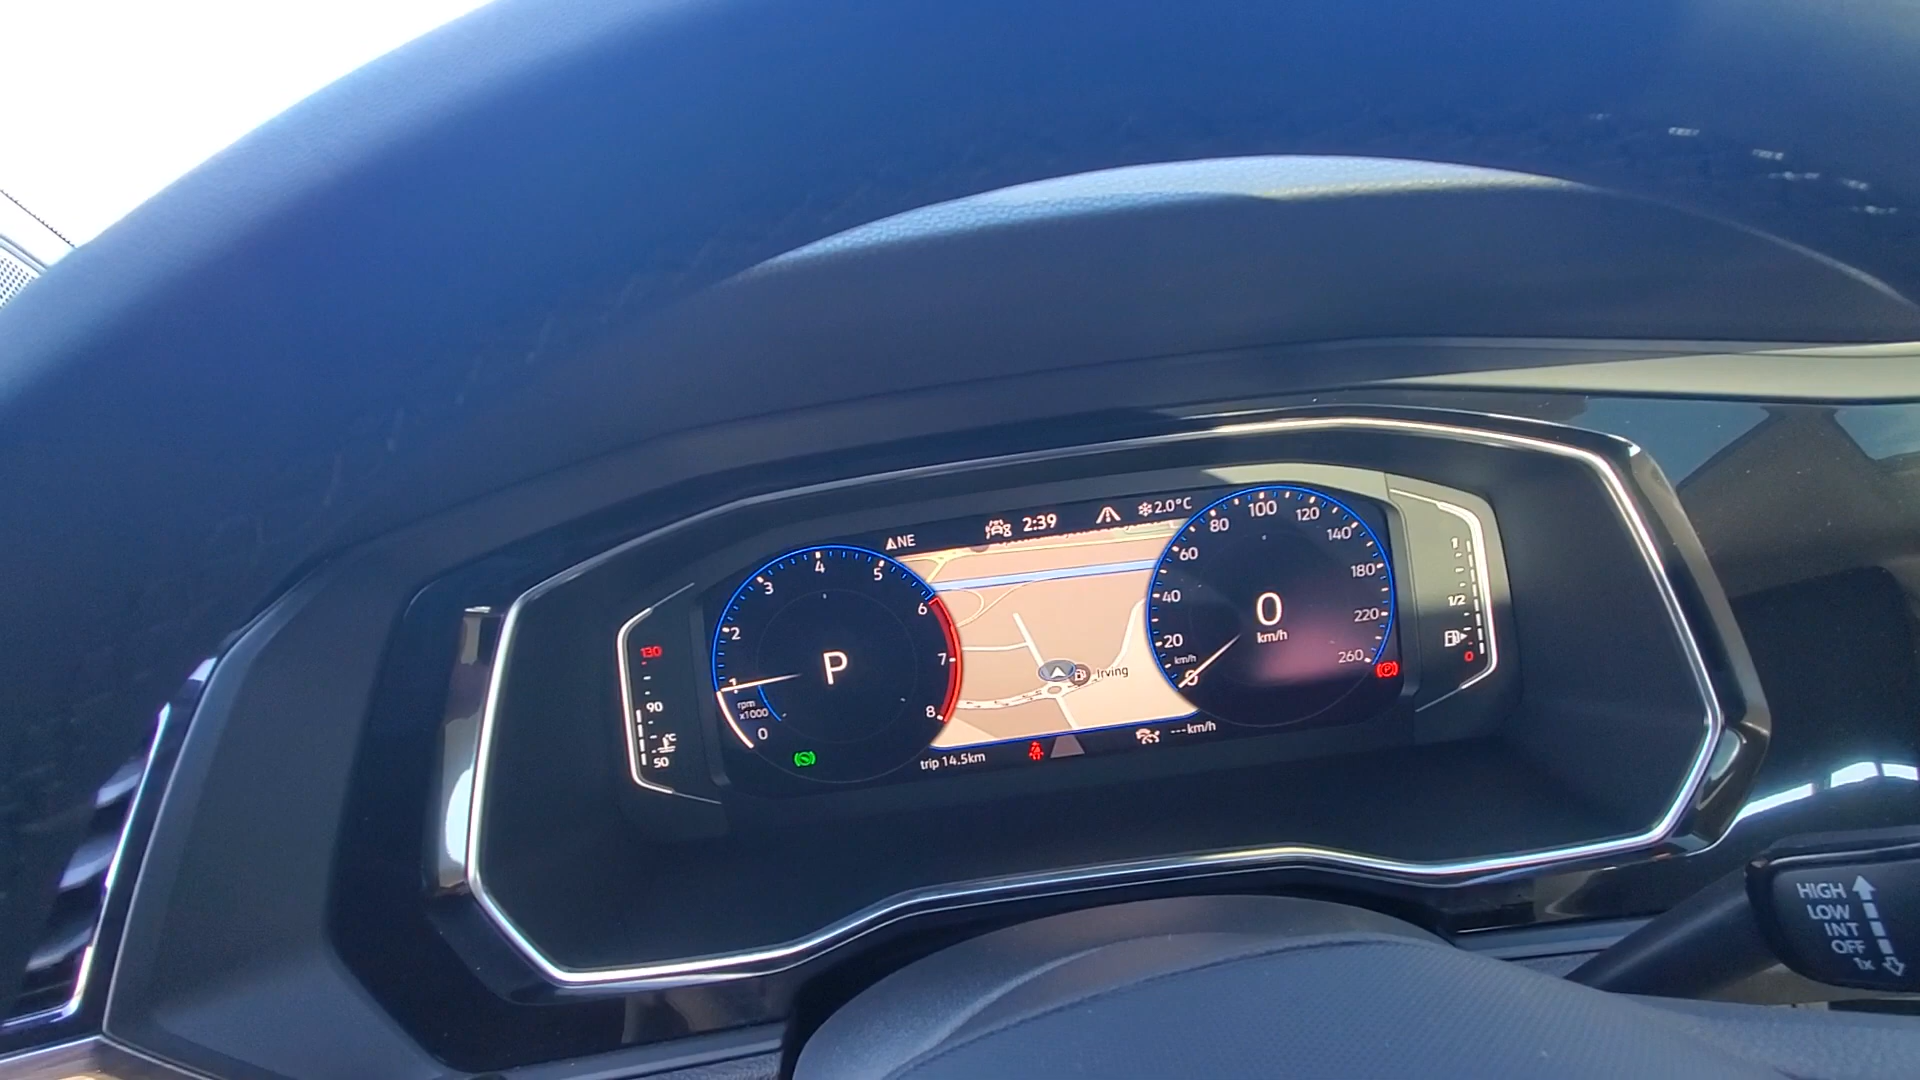 NE
2:39
2.0°C
0
1
2
3
4
5
6
7
8
rpm
x1000
P
130
90
°C
50
Irving
0
20
40
60
80
100
120
140
180
220
260
km/h
0
km/h
1
1/2
0
trip 14.5km
---km/h
(P)
HIGH
LOW
INT
OFF
1x